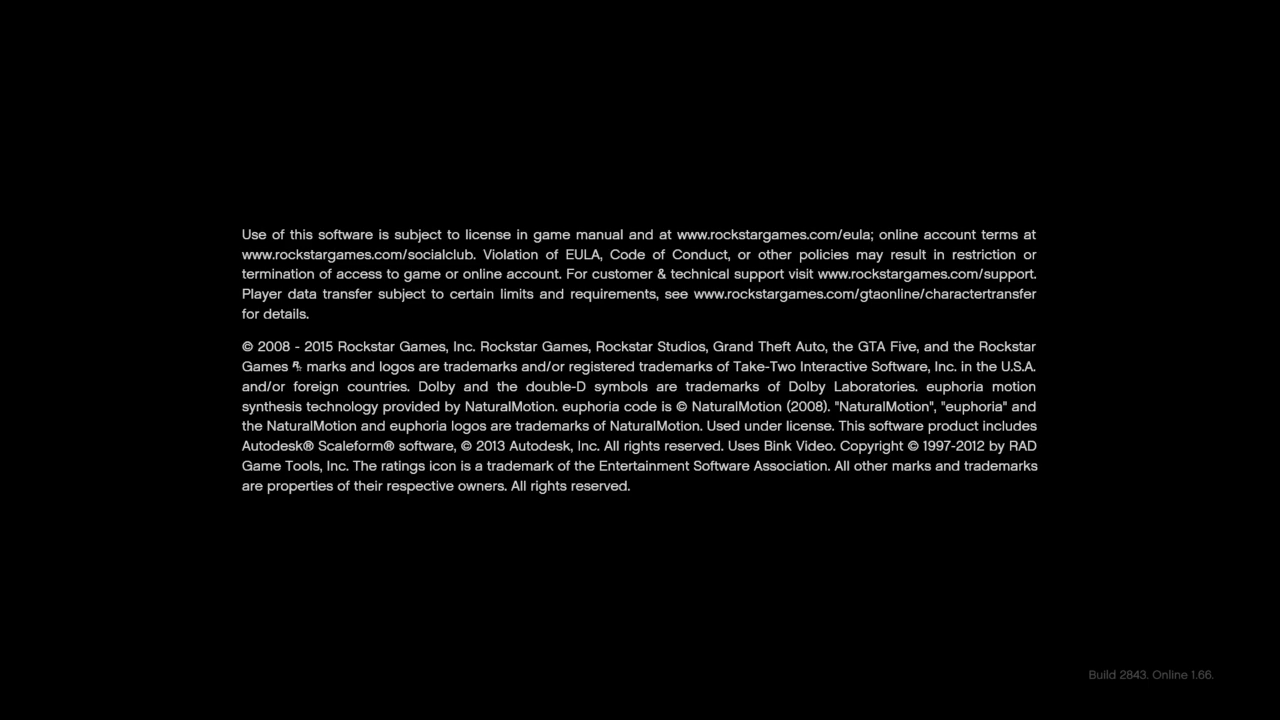 Use of this software is subject to license in game manual and at www.rockstargames.com/eula; online account terms at
www.rockstargames.com/socialclub. Violation of EULA, Code of Conduct, or other policies may result in restriction or
termination of access to game or online account. For customer & technical support visit www.rockstargames.com/support.
Player data transfer subject to certain limits and requirements, see www.rockstargames.com/gtaonline/charactertransfer
for details.
© 2008 - 2015 Rockstar Games, Inc. Rockstar Games, Rockstar Studios, Grand Theft Auto, the GTA Five, and the Rockstar
Games R* marks and logos are trademarks and/or registered trademarks of Take-Two Interactive Software, Inc. in the U.S.A.
and/or foreign countries. Dolby and the double-D symbols are trademarks of Dolby Laboratories. euphoria motion
synthesis technology provided by NaturalMotion. euphoria code is © NaturalMotion (2008). "NaturalMotion", "euphoria" and
the NaturalMotion and euphoria logos are trademarks of NaturalMotion. Used under license. This software product includes
Autodesk® Scaleform® software, © 2013 Autodesk, Inc. All rights reserved. Uses Bink Video. Copyright © 1997-2012 by RAD
Game Tools, Inc. The ratings icon is a trademark of the Entertainment Software Association. All other marks and trademarks
are properties of their respective owners. All rights reserved.
Build 2843. Online 1.66.